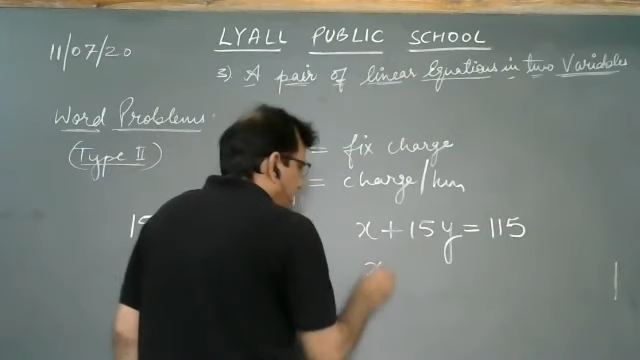 11/07/20
LYALL PUBLIC SCHOOL
3) A pair of linear Equations in two Variables
Word Problems:
(Type II)
= fix charge
= charge/km
15
x + 15y = 115
x